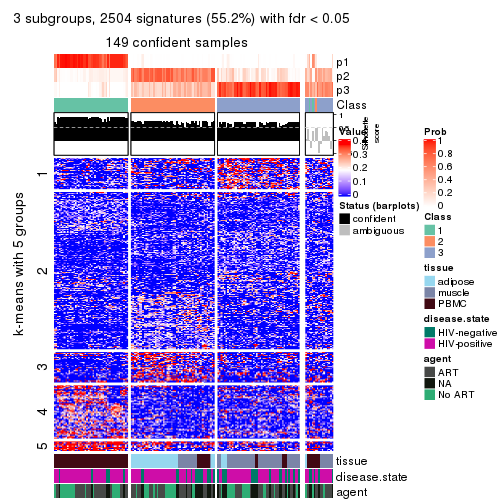 3 subgroups, 2504 signatures (55.2%) with fdr < 0.05
149 confident samples
p1
p2
p3
Class
1
Silhouette
score
k-means with 5 groups
1
2
3
4
5
tissue
disease.state
agent
Value
0.3
0.2
0.1
0
Status (barplots)
confident
ambiguous
Prob
1
0.8
0.6
0.4
0.2
0
Class
1
2
3
tissue
adipose
muscle
PBMC
disease.state
HIV-negative
HIV-positive
agent
ART
NA
No ART